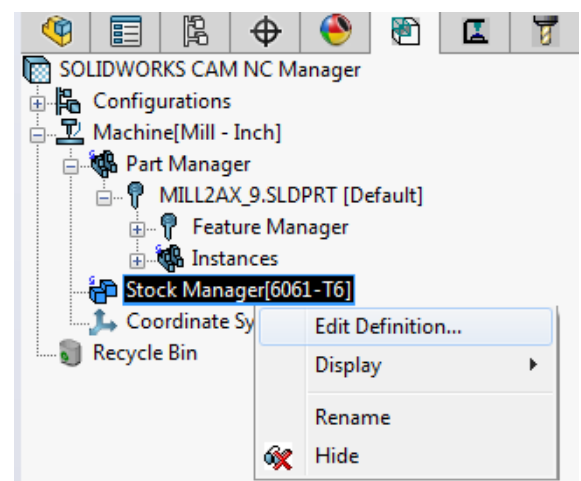 SOLIDWORKS CAM NC Manager
Configurations
Machine[Mill - Inch]
Part Manager
MILL2AX_9.SLDPRT [Default]
Feature Manager
Instances
Stock Manager[6061-T6]
Coordinate Sy
Edit Definition...
Recycle Bin
Display
Rename
Hide